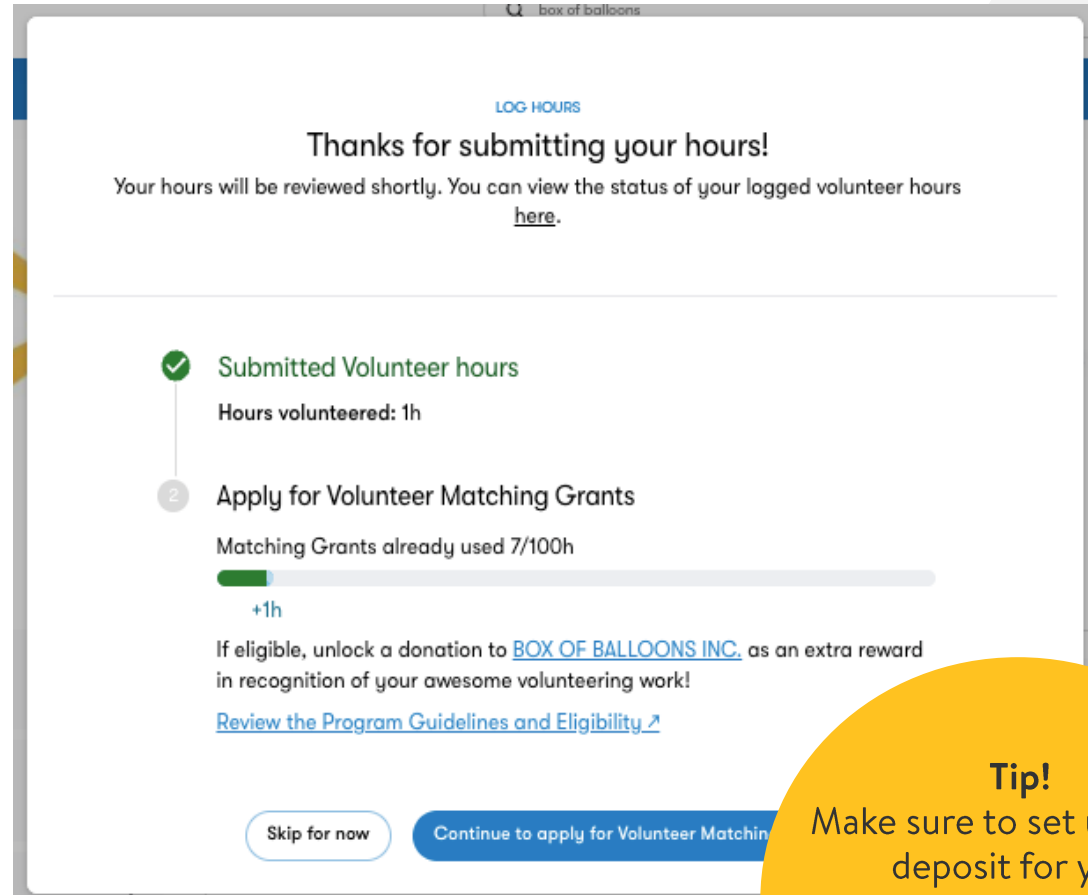 box of balloons
LOG HOURS
Thanks for submitting your hours!
Your hours will be reviewed shortly. You can view the status of your logged volunteer hours
here.
Submitted Volunteer hours
Hours volunteered: 1h
2
Apply for Volunteer Matching Grants
Matching Grants already used 7/100h
+1h
If eligible, unlock a donation to BOX OF BALLOONS INC. as an extra reward
in recognition of your awesome volunteering work!
Review the Program Guidelines and Eligibility ↗
Skip for now
Continue to apply for Volunteer Matchin
Tip!
Make sure to set
deposit for